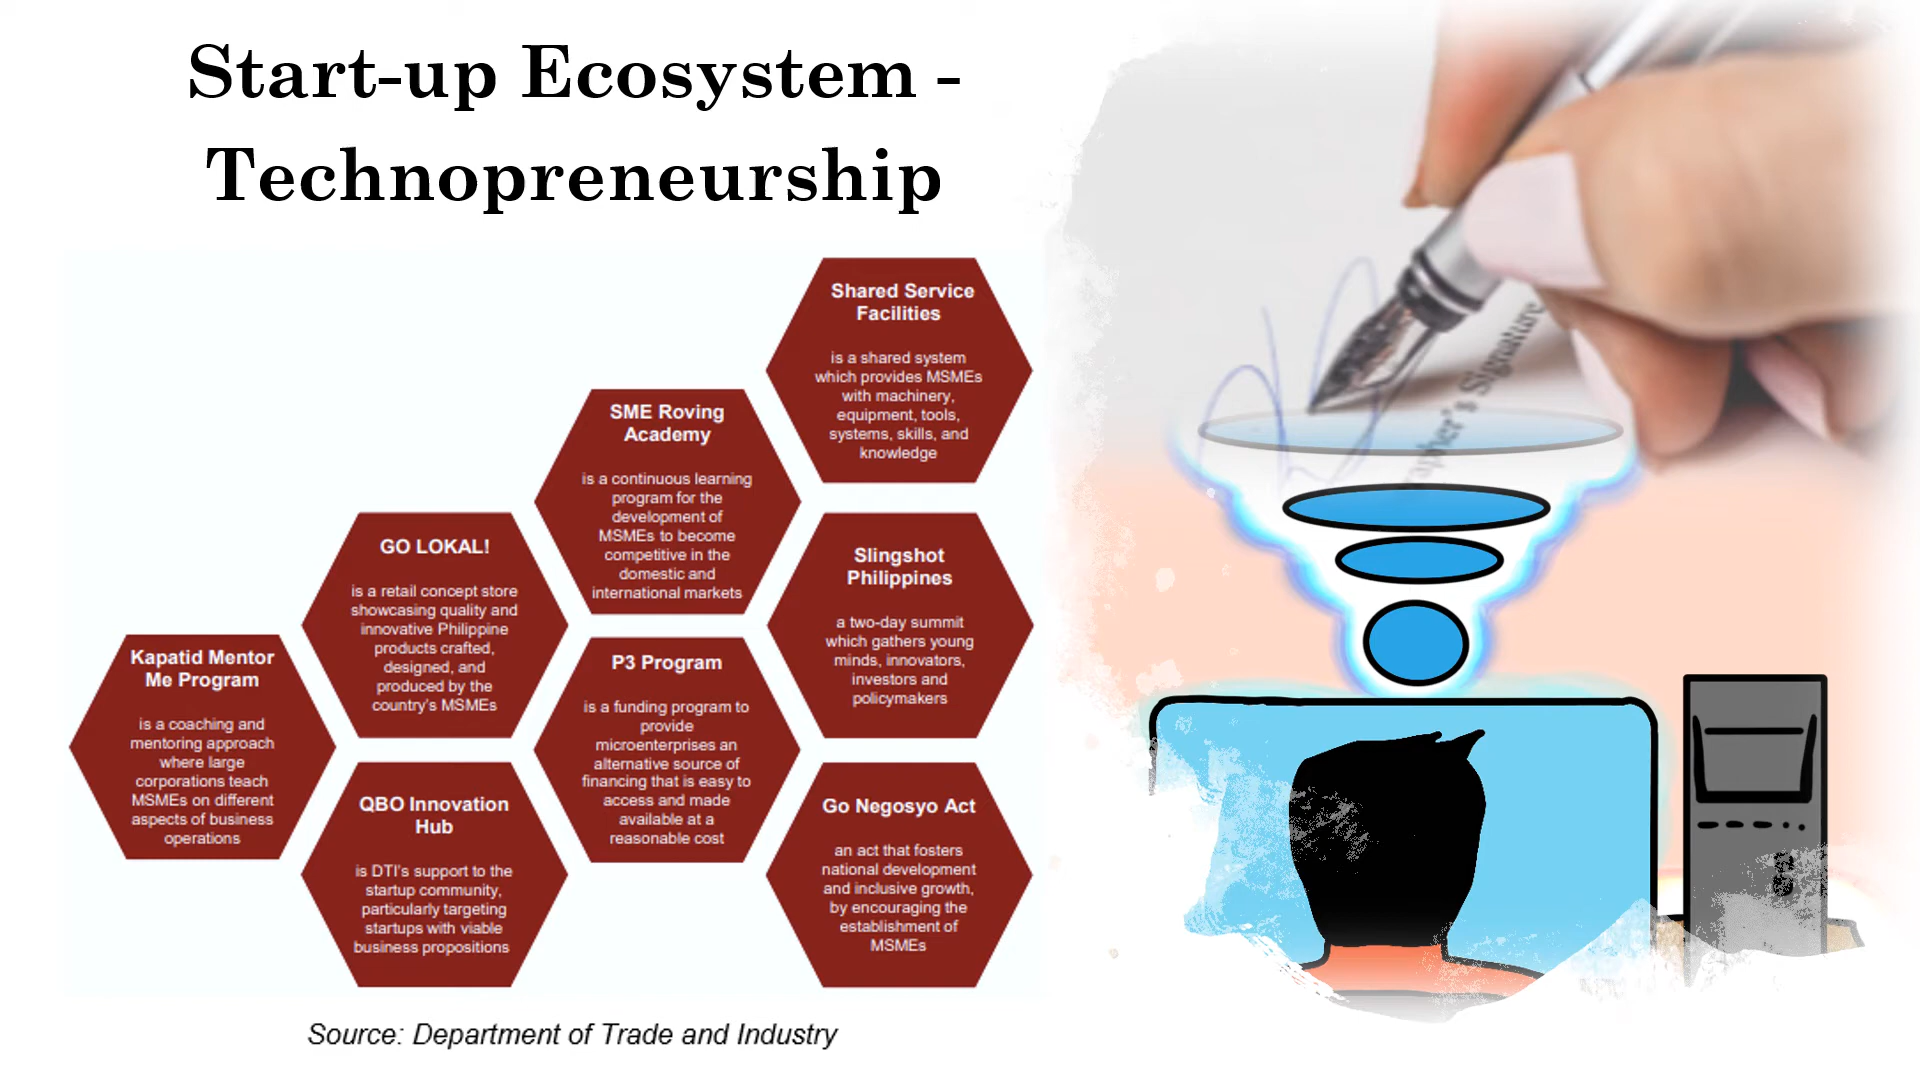 Start-up Ecosystem -
Technopreneurship
Shared Service
Facilities
is a shared system
which provides MSMEs
with machinery,
equipment, tools,
systems, skills, and
knowledge
SME Roving
Academy
is a continuous learning
program for the
development of
MSMEs to become
competitive in the
domestic and
international markets
Slingshot
Philippines
a two-day summit
which gathers young
minds, innovators,
investors and
policymakers
GO LOKAL!
is a retail concept store
showcasing quality and
innovative Philippine
products crafted,
designed, and
produced by the
country's MSMEs
P3 Program
is a funding program to
provide
microenterprises an
alternative source of
financing that is easy to
access and made
available at a
reasonable cost
Kapatid Mentor
Me Program
is a coaching and
mentoring approach
where large
corporations teach
MSMEs on different
aspects of business
operations
QBO Innovation
Hub
is DTI's support to the
startup community,
particularly targeting
startups with viable
business propositions
Go Negosyo Act
an act that fosters
national development
and inclusive growth,
by encouraging the
establishment of
MSMEs
Source: Department of Trade and Industry
Signature